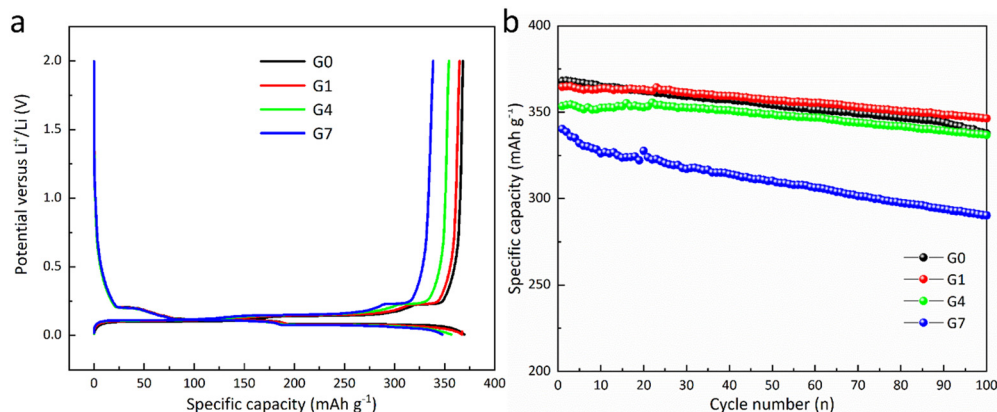 a
2.0
1.5
1.0
0.5
0.0
Potential versus Li⁺/Li (V)
G0
G1
G4
G7
0 50 100 150 200 250 300 350 400
Specific capacity (mAh g⁻¹)
b
400
350
300
250
200
Specific capacity (mAh g⁻¹)
G0
G1
G4
G7
0 10 20 30 40 50 60 70 80 90 100
Cycle number (n)